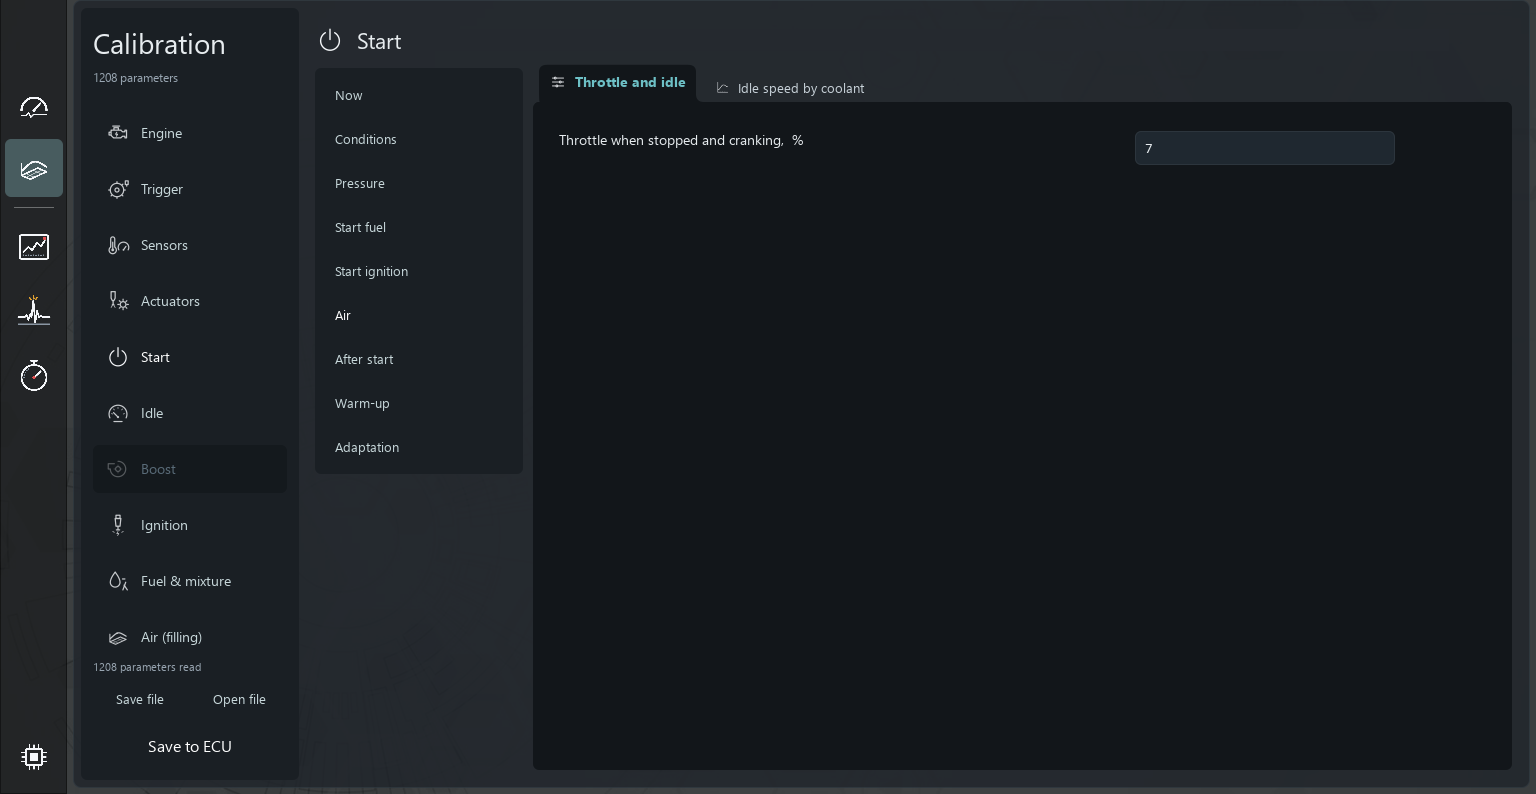 Calibration
1208 parameters
Engine
Trigger
Sensors
Actuators
Start
Idle
Boost
Ignition
Fuel & mixture
Air (filling)
1208 parameters read
Save file
Open file
Save to ECU
Start
Now
Conditions
Pressure
Start fuel
Start ignition
Air
After start
Warm-up
Adaptation
Throttle and idle
Idle speed by coolant
Throttle when stopped and cranking, %
7